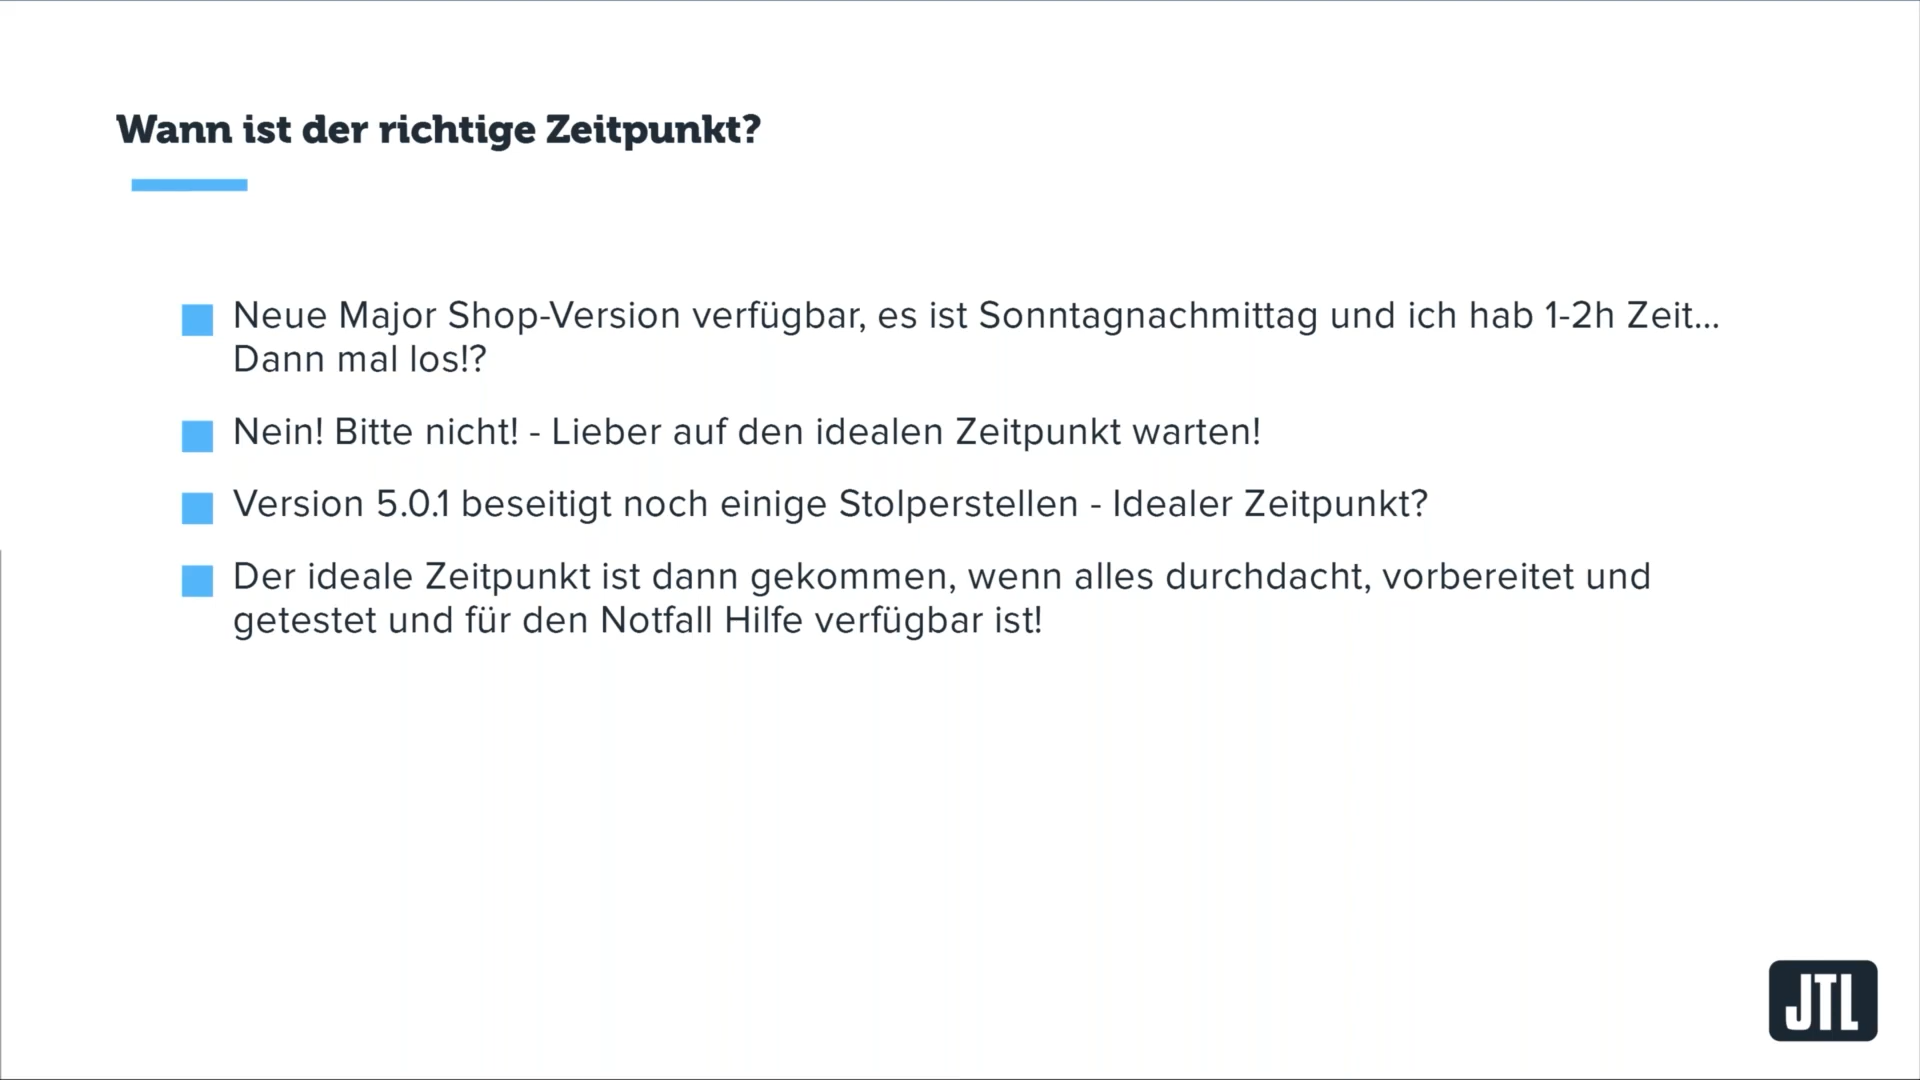 Wann ist der richtige Zeitpunkt?
Neue Major Shop-Version verfügbar, es ist Sonntagnachmittag und ich hab 1-2h Zeit...
Dann mal los!?
Nein! Bitte nicht! - Lieber auf den idealen Zeitpunkt warten!
Version 5.0.1 beseitigt noch einige Stolperstellen - Idealer Zeitpunkt?
Der ideale Zeitpunkt ist dann gekommen, wenn alles durchdacht, vorbereitet und
getestet und für den Notfall Hilfe verfügbar ist!
JTL